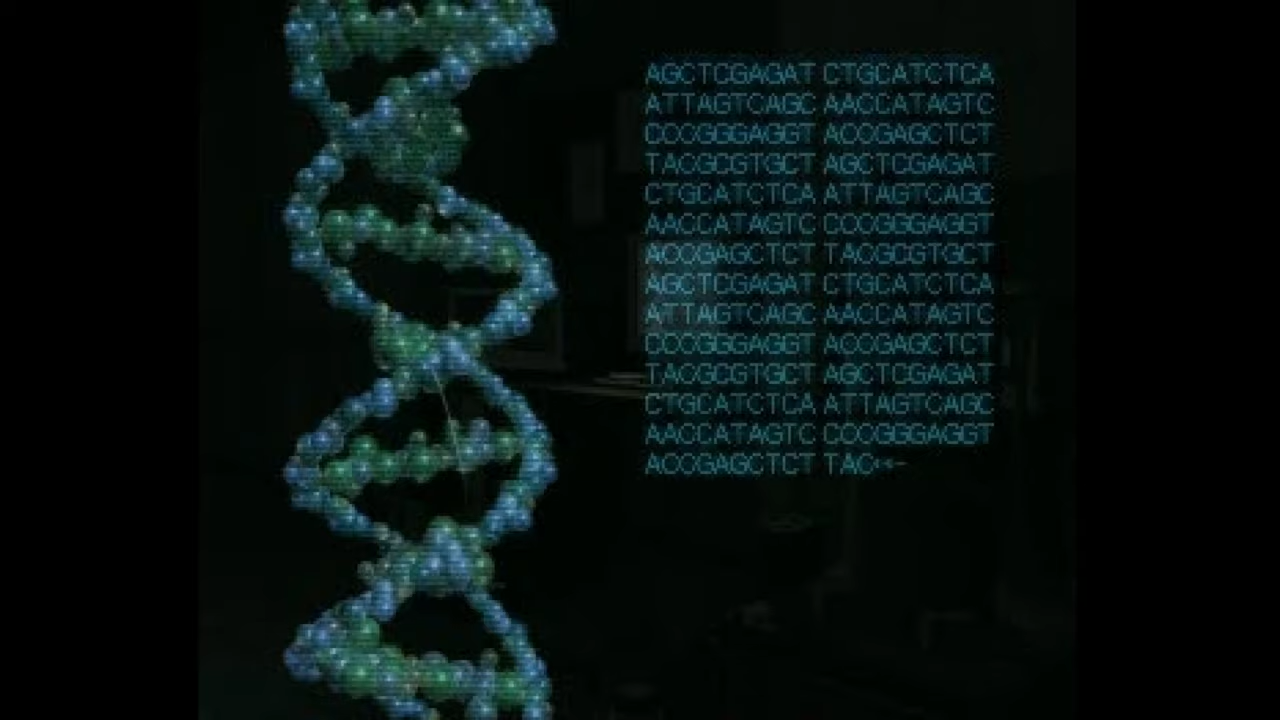 AGCTCGAGAT CTGCATCTCA
ATTAGTCAGC AACCATAGTC
CCCGGGAGGT ACCGAGCTCT
TACGCGTGCT AGCTCGAGAT
CTGCATCTCA ATTAGTCAGC
AACCATAGTC CCCGGGAGGT
ACCGAGCTCT TACGCGTGCT
AGCTCGAGAT CTGCATCTCA
ATTAGTCAGC AACCATAGTC
CCCGGGAGGT ACCGAGCTCT
TACGCGTGCT AGCTCGAGAT
CTGCATCTCA ATTAGTCAGC
AACCATAGTC CCCGGGAGGT
ACCGAGCTCT TAC